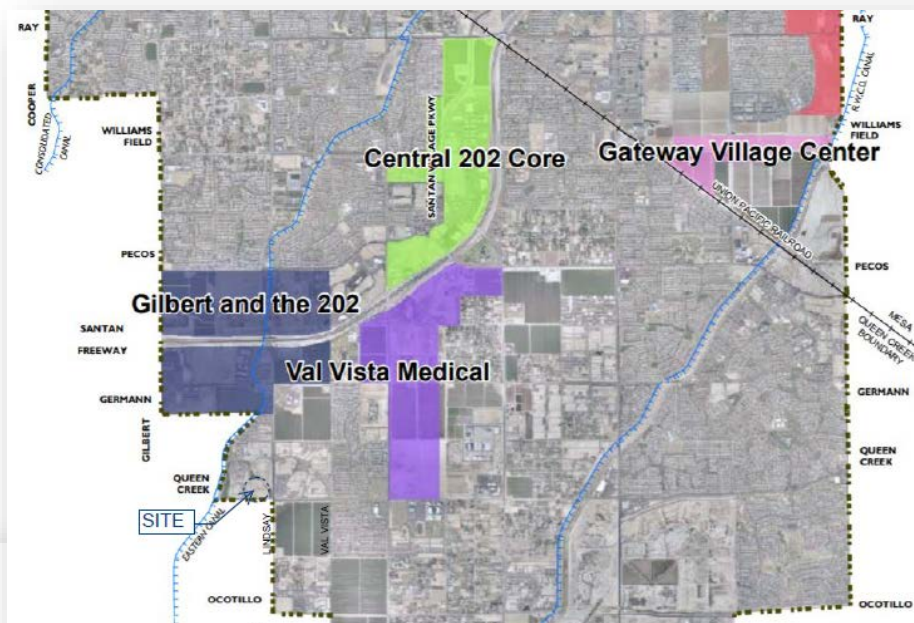 RAY
RAY
COOPER
CONSOLIDATED
CANAL
R.W.C.D. CANAL
WILLIAMS
FIELD
WILLIAMS
FIELD
SANTAN VILLAGE PKWY
Central 202 Core
Gateway Village Center
UNION PACIFIC RAILROAD
PECOS
PECOS
Gilbert and the 202
MESA
QUEEN CREEK
BOUNDARY
SANTAN
FREEWAY
Val Vista Medical
GERMANN
GERMANN
GILBERT
QUEEN
CREEK
QUEEN
CREEK
SITE
EASTERN CANAL
LINDSAY
VAL VISTA
OCOTILLO
OCOTILLO